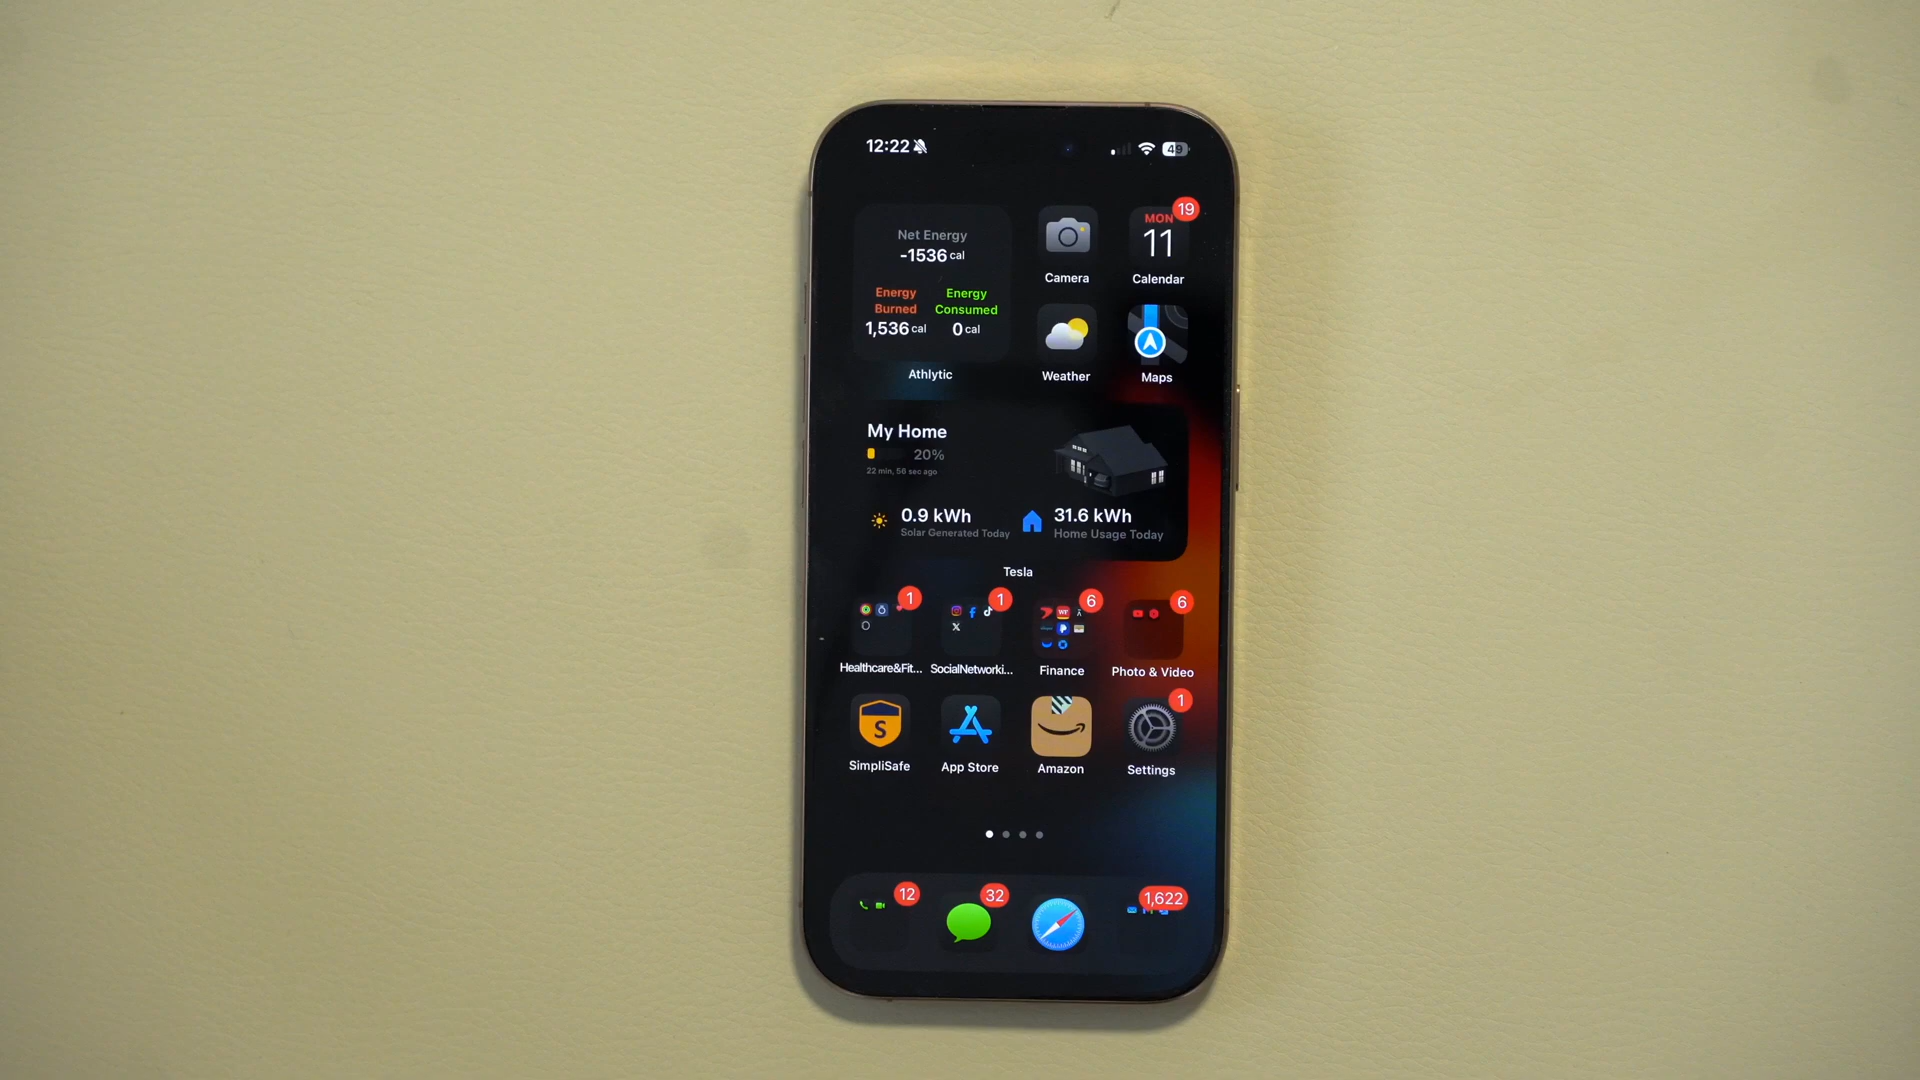 12:22
49
Net Energy
-1536 cal
Energy Burned
1,536 cal
Energy Consumed
0 cal
Athlytic
Camera
19
MON
11
Calendar
Weather
Maps
My Home
20%
22 min, 56 sec ago
0.9 kWh
Solar Generated Today
31.6 kWh
Home Usage Today
Tesla
1
Healthcare&Fit...
1
SocialNetworki...
6
Finance
6
Photo & Video
S
SimpliSafe
App Store
Amazon
1
Settings
12
32
1,622